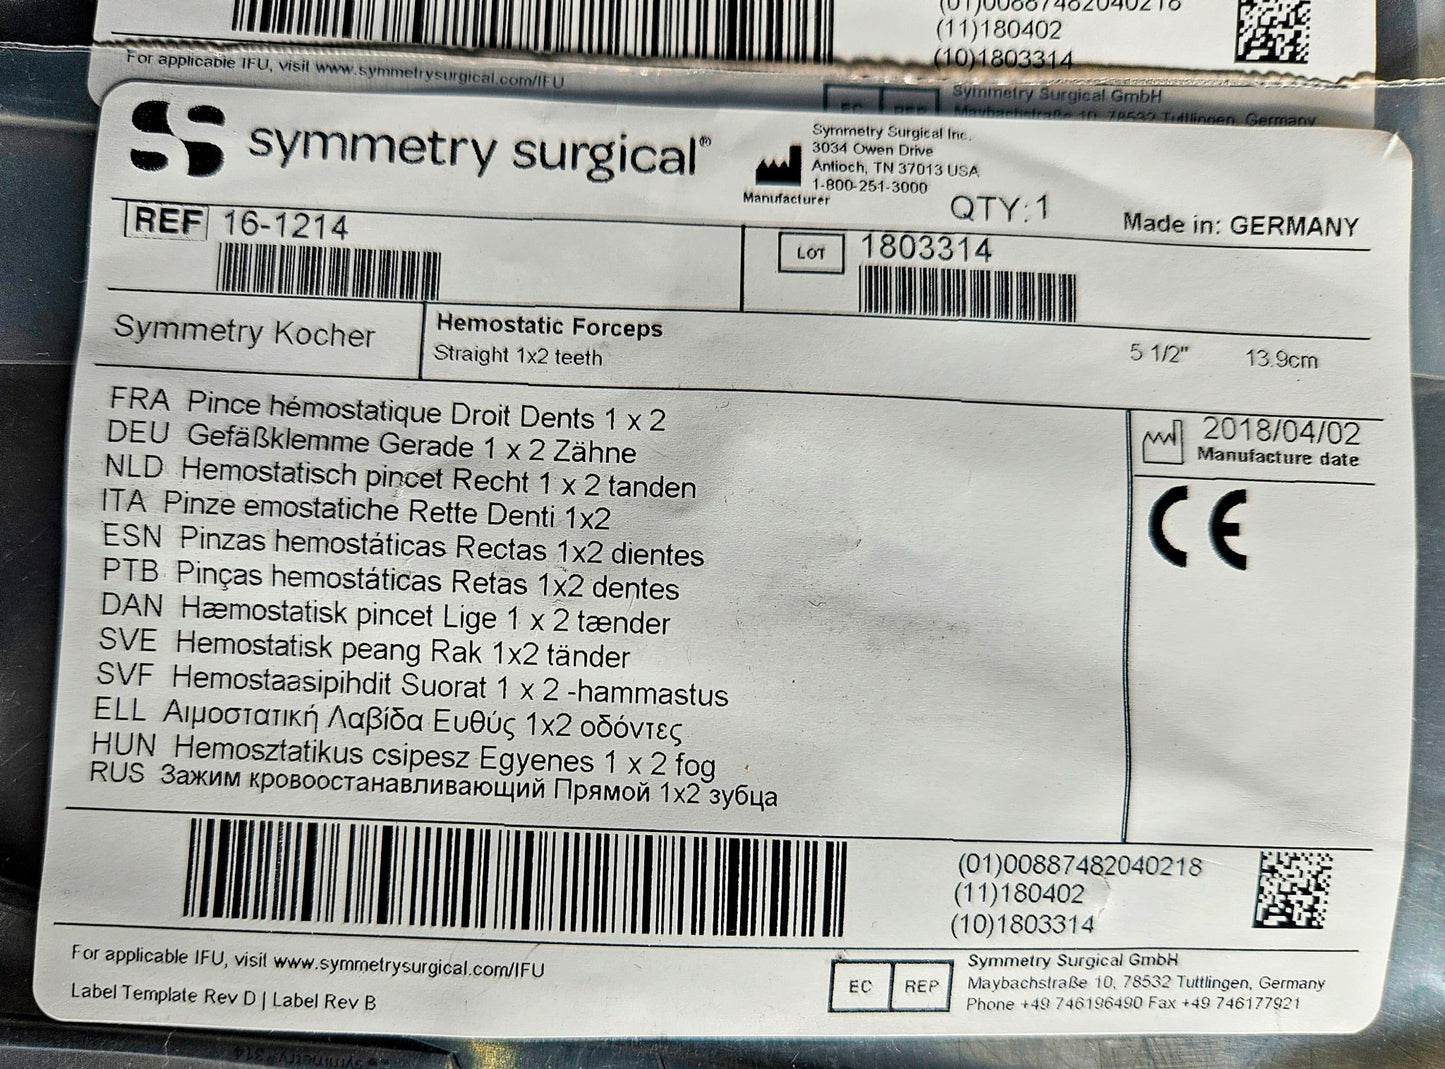 (01)00887482040218
(11)180402
(10)1803314
For applicable IFU, visit www.symmetrysurgical.com/IFU
EC REP
Symmetry Surgical GmbH
Maybachstraße 10, 78532 Tuttlingen, Germany
symmetry surgical®
Symmetry Surgical Inc.
3034 Owen Drive
Antioch, TN 37013 USA
1-800-251-3000
Manufacturer
QTY:1
Made in: GERMANY
REF 16-1214
LOT 1803314
Symmetry Kocher
Hemostatic Forceps
Straight 1x2 teeth
5 1/2" 13.9cm
FRA Pince hémostatique Droit Dents 1 x 2
DEU Gefäßklemme Gerade 1 x 2 Zähne
NLD Hemostatisch pincet Recht 1 x 2 tanden
ITA Pinze emostatiche Rette Denti 1x2
ESN Pinzas hemostáticas Rectas 1x2 dientes
PTB Pinças hemostáticas Retas 1x2 dentes
DAN Hæmostatisk pincet Lige 1 x 2 tænder
SVE Hemostatisk peang Rak 1x2 tänder
SVF Hemostaasipihdit Suorat 1 x 2 -hammastus
ELL Αιμοστατική Λαβίδα Ευθύς 1x2 οδόντες
HUN Hemosztatikus csipesz Egyenes 1 x 2 fog
RUS Зажим кровоостанавливающий Прямой 1x2 зубца
2018/04/02
Manufacture date
CE
(01)00887482040218
(11)180402
(10)1803314
For applicable IFU, visit www.symmetrysurgical.com/IFU
Label Template Rev D | Label Rev B
EC REP
Symmetry Surgical GmbH
Maybachstraße 10, 78532 Tuttlingen, Germany
Phone +49 746196490 Fax +49 746177921